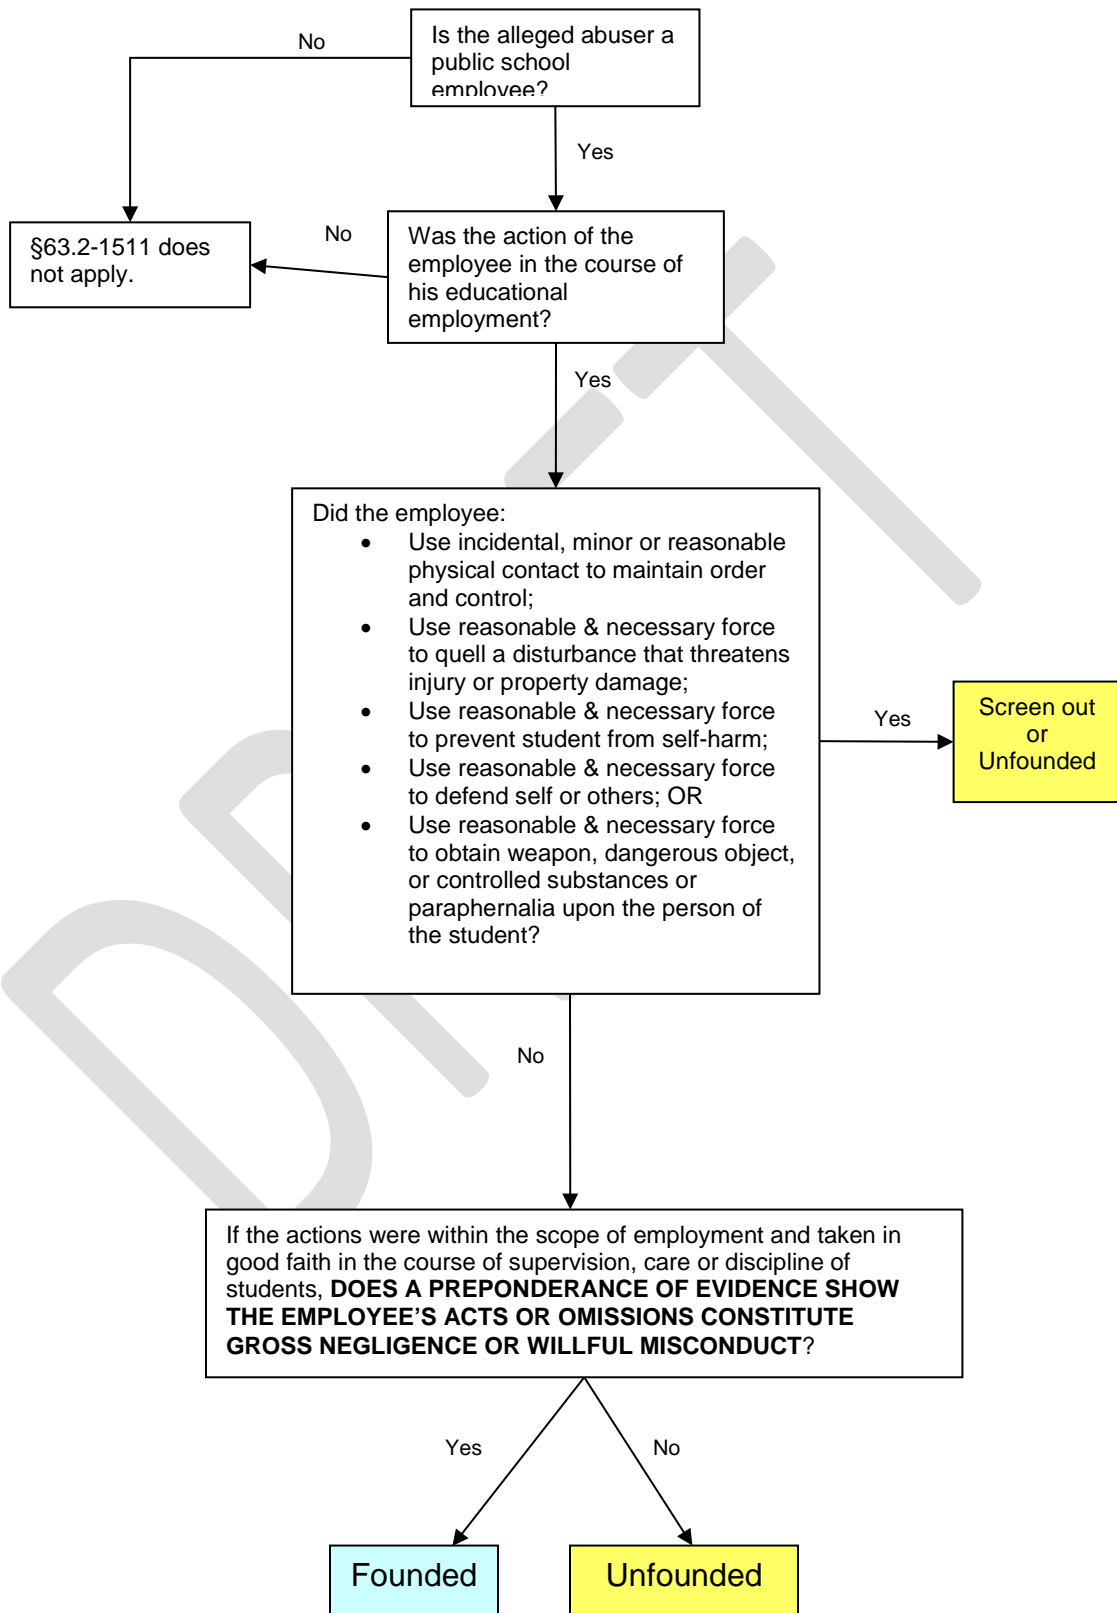 No
Is the alleged abuser a
public school
employee?
Yes
§63.2-1511 does
not apply.
No
Was the action of the
employee in the course of
his educational
employment?
Yes
Did the employee:
• Use incidental, minor or reasonable
physical contact to maintain order
and control;
• Use reasonable & necessary force
to quell a disturbance that threatens
injury or property damage;
• Use reasonable & necessary force
to prevent student from self-harm;
• Use reasonable & necessary force
to defend self or others; OR
• Use reasonable & necessary force
to obtain weapon, dangerous object,
or controlled substances or
paraphernalia upon the person of
the student?
Yes
Screen out
or
Unfounded
No
If the actions were within the scope of employment and taken in
good faith in the course of supervision, care or discipline of
students, DOES A PREPONDERANCE OF EVIDENCE SHOW
THE EMPLOYEE’S ACTS OR OMISSIONS CONSTITUTE
GROSS NEGLIGENCE OR WILLFUL MISCONDUCT?
Yes
No
Founded
Unfounded
DRAFT